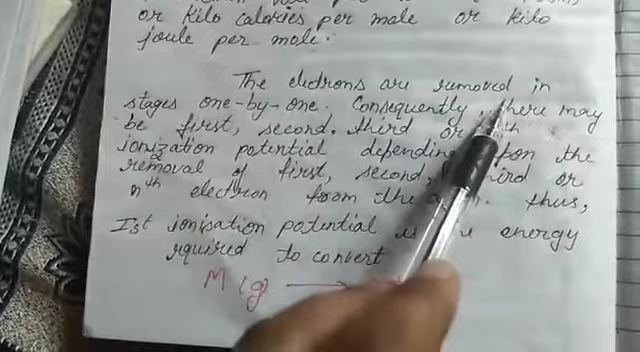 or kilo calories per mole or kilo
joule per mole.
The electrons are removed in
stages one-by-one. Consequently, there may
be first, second, third or
ionization potential depending upon the
removal of first, second, third or
nth electron from the thus,
Ist ionisation potential is energy
required to convert
M (g) →